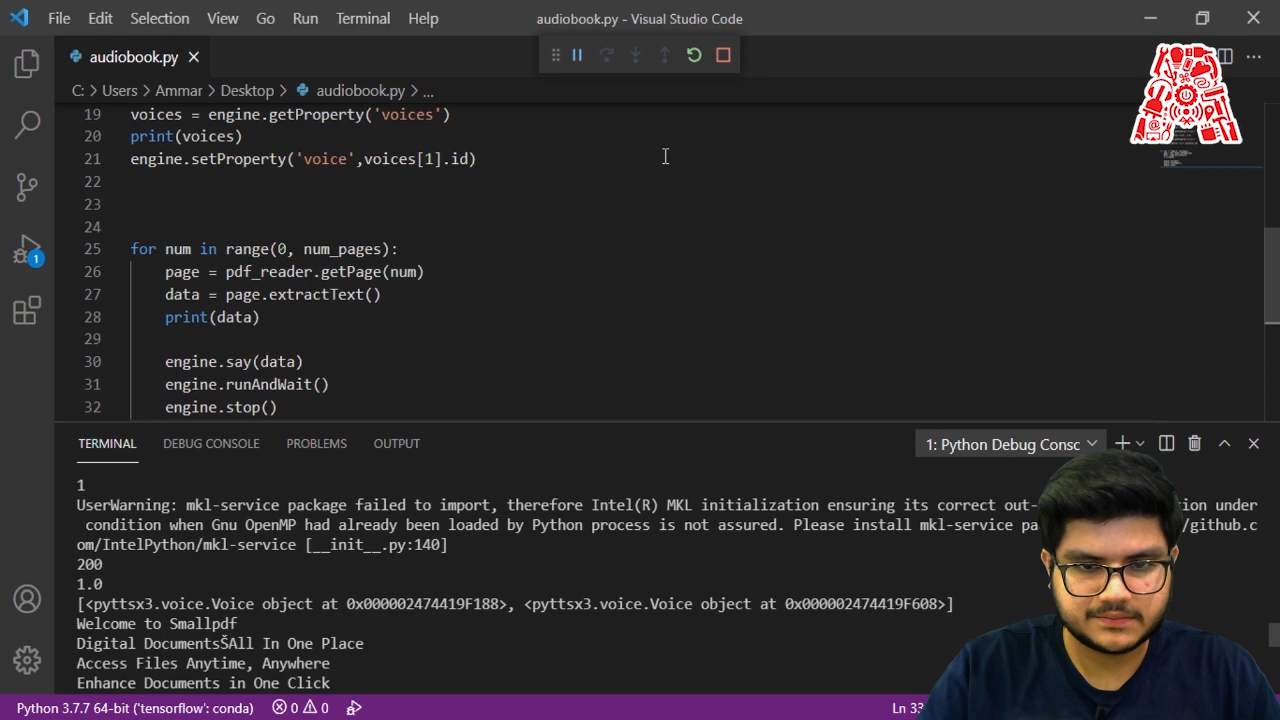 File Edit Selection View Go Run Terminal Help audiobook.py - Visual Studio Code
audiobook.py
C: > Users > Ammar > Desktop > audiobook.py > ...
19 voices = engine.getProperty('voices')
20 print(voices)
21 engine.setProperty('voice',voices[1].id)
22
23
24
25 for num in range(0, num_pages):
26 page = pdf_reader.getPage(num)
27 data = page.extractText()
28 print(data)
29
30 engine.say(data)
31 engine.runAndWait()
32 engine.stop()
1
TERMINAL DEBUG CONSOLE PROBLEMS OUTPUT 1: Python Debug Consc
1
UserWarning: mkl-service package failed to import, therefore Intel(R) MKL initialization ensuring its correct out- under
condition when Gnu OpenMP had already been loaded by Python process is not assured. Please install mkl-service /github.c
om/IntelPython/mkl-service [__init__.py:140]
200
1.0
[<pyttsx3.voice.Voice object at 0x000002474419F188>, <pyttsx3.voice.Voice object at 0x000002474419F608>]
Welcome to Smallpdf
Digital DocumentsŠAll In One Place
Access Files Anytime, Anywhere
Enhance Documents in One Click
Python 3.7.7 64-bit ('tensorflow': conda) 0 0 Ln 33